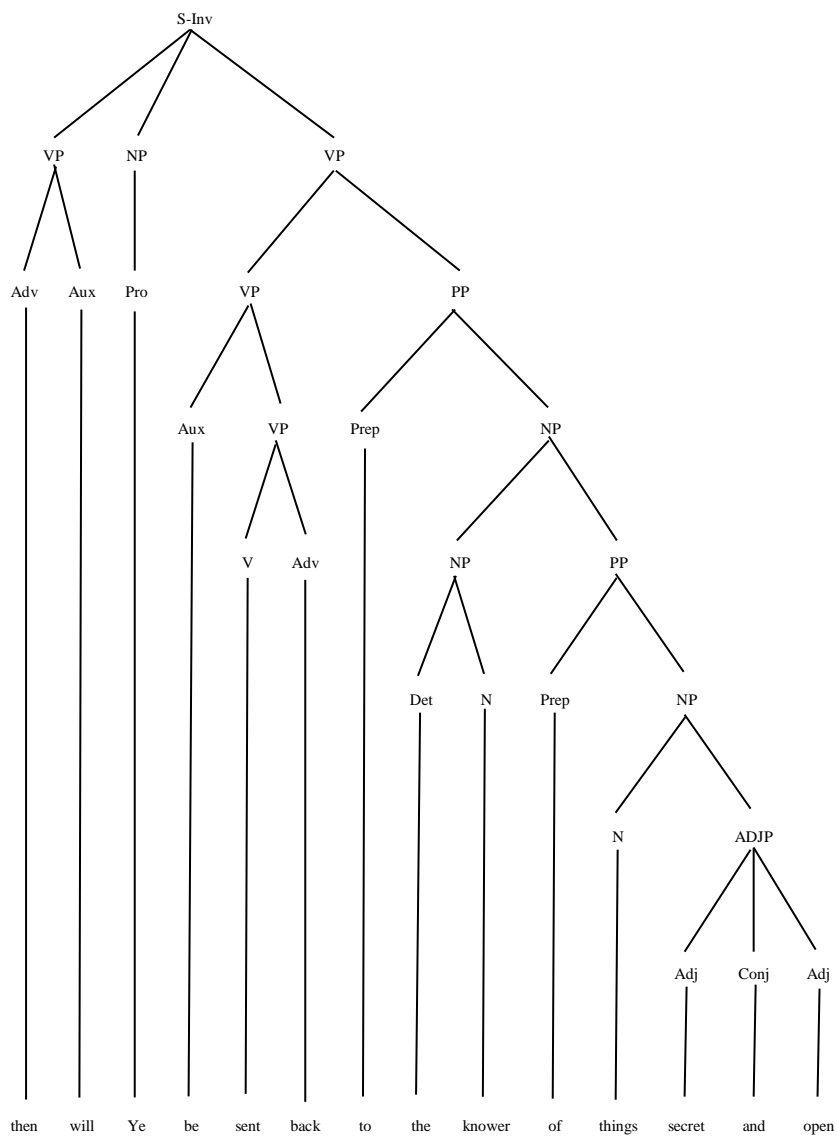 S-Inv
VP NP VP
Adv Aux Pro VP PP
Aux VP Prep NP
V Adv NP PP
Det N Prep NP
N ADJP
Adj Conj Adj
then will Ye be sent back to the knower of things secret and open